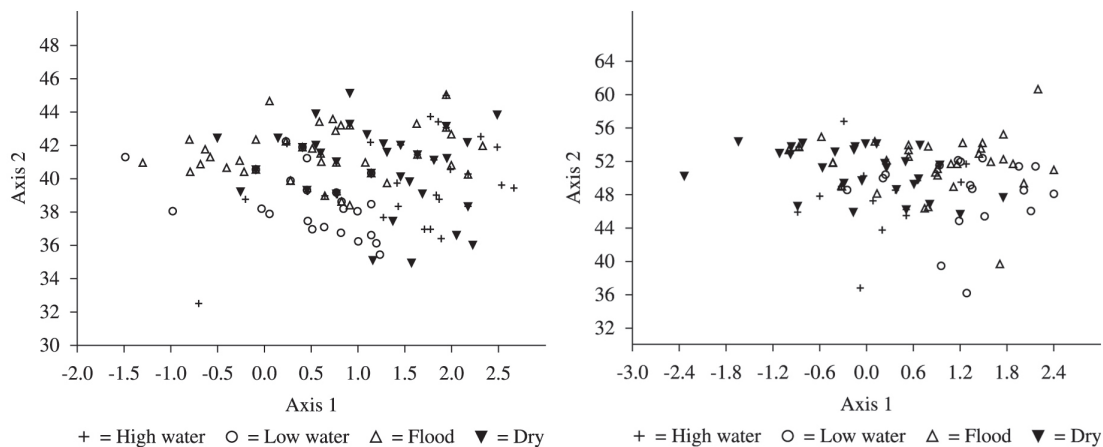 Axis 2
48
46
44
42
40
38
36
34
32
30
-2.0 -1.5 -1.0 -0.5 0.0 0.5 1.0 1.5 2.0 2.5
Axis 1
+ = High water ○ = Low water △ = Flood ▼ = Dry
Axis 2
64
60
56
52
48
44
40
36
32
-3.0 -2.4 -1.2 -0.6 0.0 0.6 1.2 1.8 2.4 3.0
Axis 1
+ = High water ○ = Low water △ = Flood ▼ = Dry